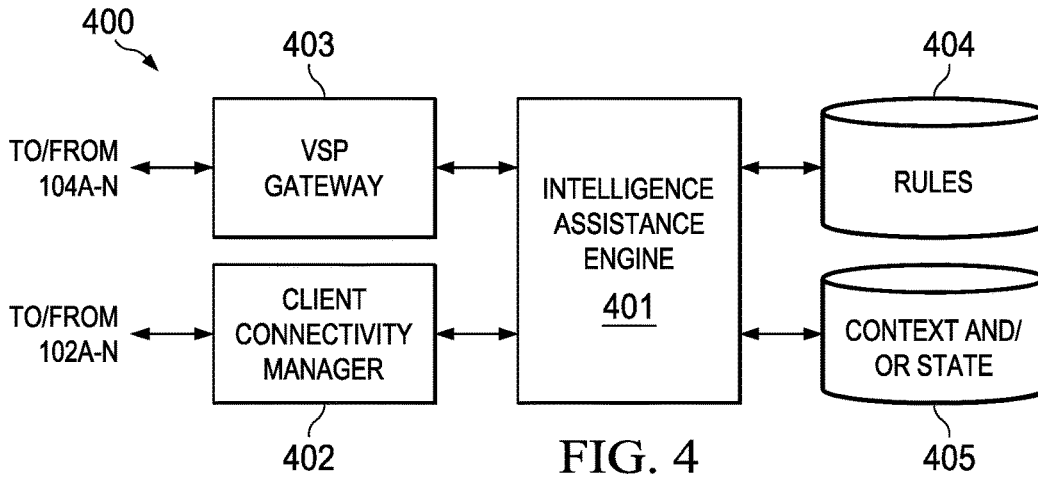 400
403
404
TO/FROM
104A-N
VSP
GATEWAY
INTELLIGENCE
ASSISTANCE
ENGINE
401
RULES
TO/FROM
102A-N
CLIENT
CONNECTIVITY
MANAGER
CONTEXT AND/
OR STATE
402
FIG. 4
405